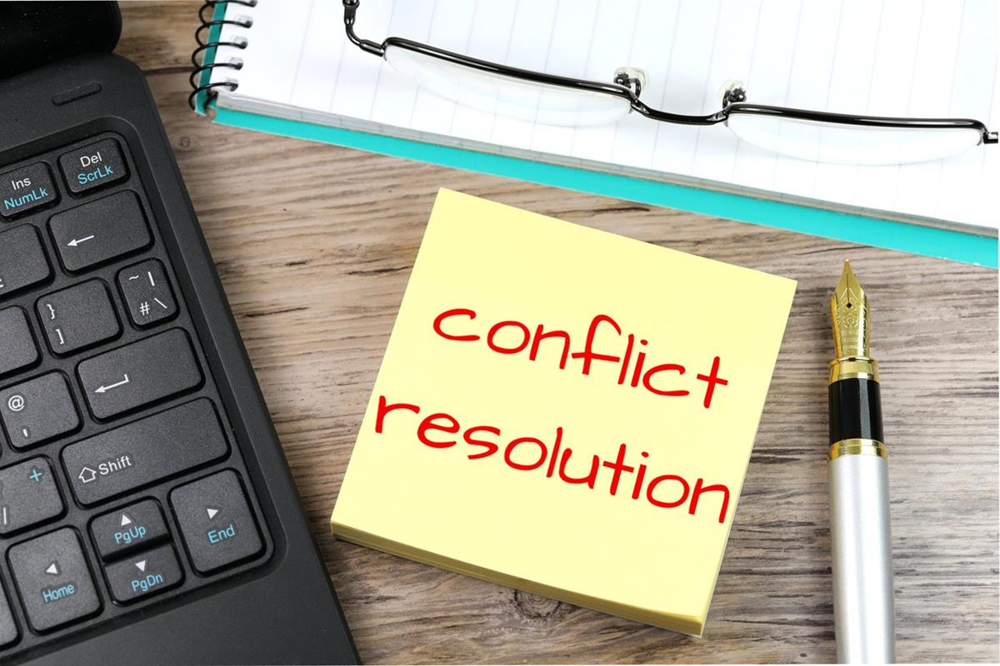 Del
ScrLk
Ins
NumLk
~ |
# \
}
]
@
'
Shift
+
/
PgUp
End
PgDn
Home
conflict
resolution